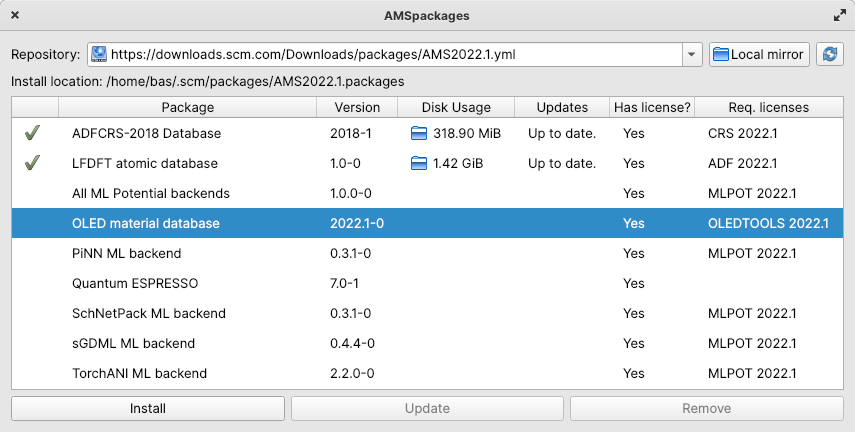 AMSpackages
Repository: https://downloads.scm.com/Downloads/packages/AMS2022.1.yml Local mirror
Install location: /home/bas/.scm/packages/AMS2022.1.packages
Package Version Disk Usage Updates Has license? Req. licenses
ADFCRS-2018 Database 2018-1 318.90 MiB Up to date. Yes CRS 2022.1
LFDFT atomic database 1.0-0 1.42 GiB Up to date. Yes ADF 2022.1
All ML Potential backends 1.0.0-0 Yes MLPOT 2022.1
OLED material database 2022.1-0 Yes OLEDTOOLS 2022.1
PiNN ML backend 0.3.1-0 Yes MLPOT 2022.1
Quantum ESPRESSO 7.0-1 Yes
SchNetPack ML backend 0.3.1-0 Yes MLPOT 2022.1
sGDML ML backend 0.4.4-0 Yes MLPOT 2022.1
TorchANI ML backend 2.2.0-0 Yes MLPOT 2022.1
Install Update Remove